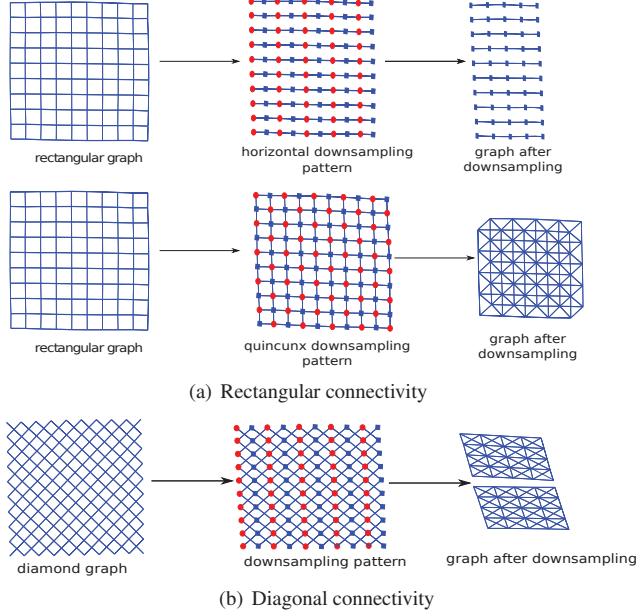 rectangular graph
horizontal downsampling
pattern
graph after
downsampling
rectangular graph
quincunx downsampling
pattern
graph after
downsampling
(a) Rectangular connectivity
diamond graph
downsampling pattern
graph after downsampling
(b) Diagonal connectivity